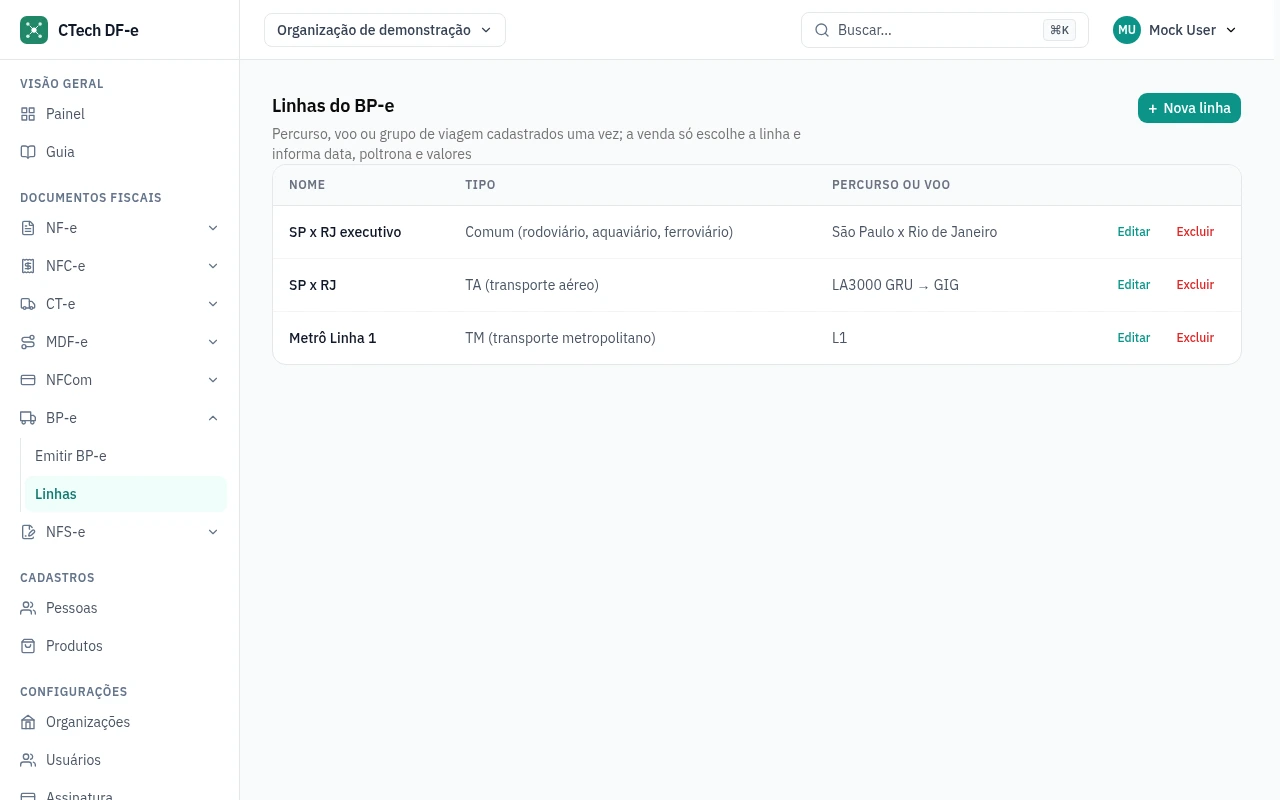 CTech DF-e
Organização de demonstração
Buscar...
⌘K
MU
Mock User
VISÃO GERAL
Painel
Guia
DOCUMENTOS FISCAIS
NF-e
NFC-e
CT-e
MDF-e
NFCom
BP-e
Emitir BP-e
Linhas
NFS-e
CADASTROS
Pessoas
Produtos
CONFIGURAÇÕES
Organizações
Usuários
Assinatura
Linhas do BP-e
Percurso, voo ou grupo de viagem cadastrados uma vez; a venda só escolhe a linha e
informa data, poltrona e valores
+ Nova linha
NOME TIPO PERCURSO OU VOO
SP x RJ executivo Comum (rodoviário, aquaviário, ferroviário) São Paulo x Rio de Janeiro Editar Excluir
SP x RJ TA (transporte aéreo) LA3000 GRU → GIG Editar Excluir
Metrô Linha 1 TM (transporte metropolitano) L1 Editar Excluir